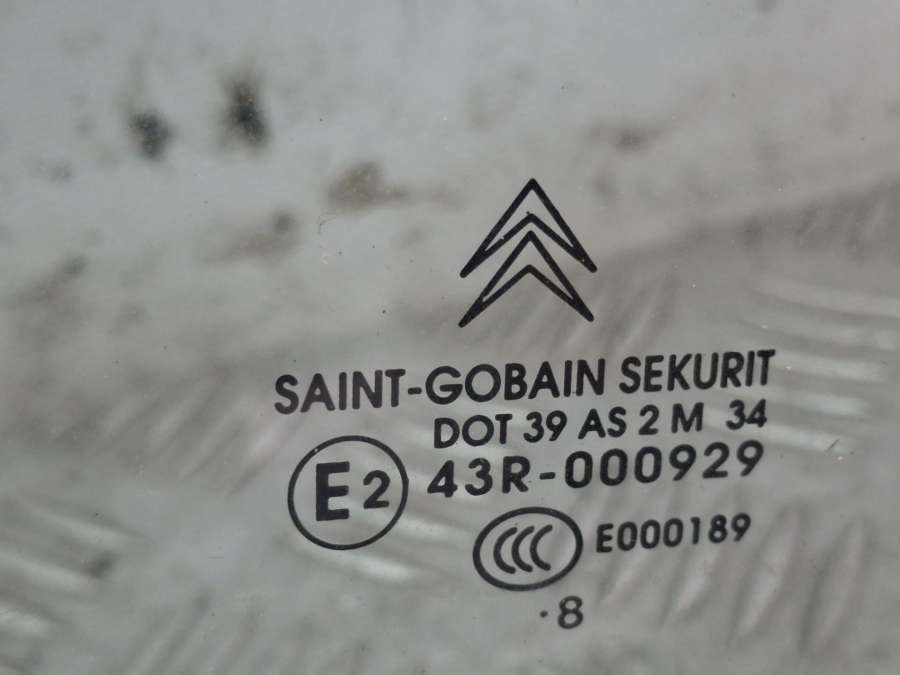 SAINT-GOBAIN SEKURIT
DOT 39 AS 2 M 34
E2 43R-000929
CCC E000189
.8